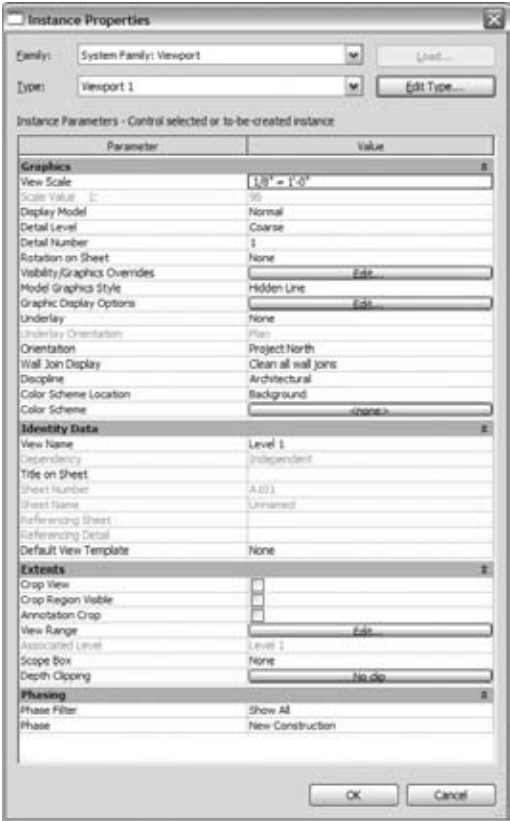 Instance Properties
Family: System Family: Viewport Load...
Type: Viewport 1 Edit Type...
Instance Parameters - Control selected or to-be-created instance
Parameter Value
Graphics
View Scale 1/8" = 1'-0"
Scale Value 1: 96
Display Model Normal
Detail Level Coarse
Detail Number 1
Rotation on Sheet None
Visibility/Graphics Overrides Edit...
Model Graphics Style Hidden Line
Graphic Display Options Edit...
Underlay None
Underlay Orientation Plan
Orientation Project North
Wall Join Display Clean all wall joins
Discipline Architectural
Color Scheme Location Background
Color Scheme <none>
Identity Data
View Name Level 1
Dependency Independent
Title on Sheet
Sheet Number A101
Sheet Name Unnamed
Referencing Sheet
Referencing Detail
Default View Template None
Extents
Crop View
Crop Region Visible
Annotation Crop
View Range Edit...
Associated Level Level 1
Scope Box None
Depth Clipping No clip
Phasing
Phase Filter Show All
Phase New Construction
OK Cancel